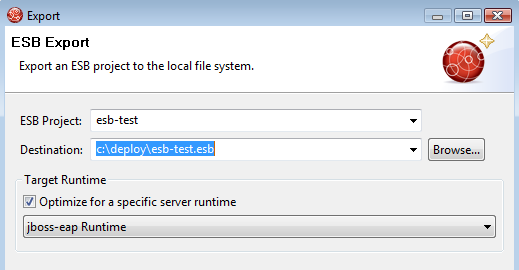 Export
ESB Export
Export an ESB project to the local file system.
ESB Project: esb-test
Destination: c:\deploy\esb-test.esb Browse...
Target Runtime
Optimize for a specific server runtime
jboss-eap Runtime